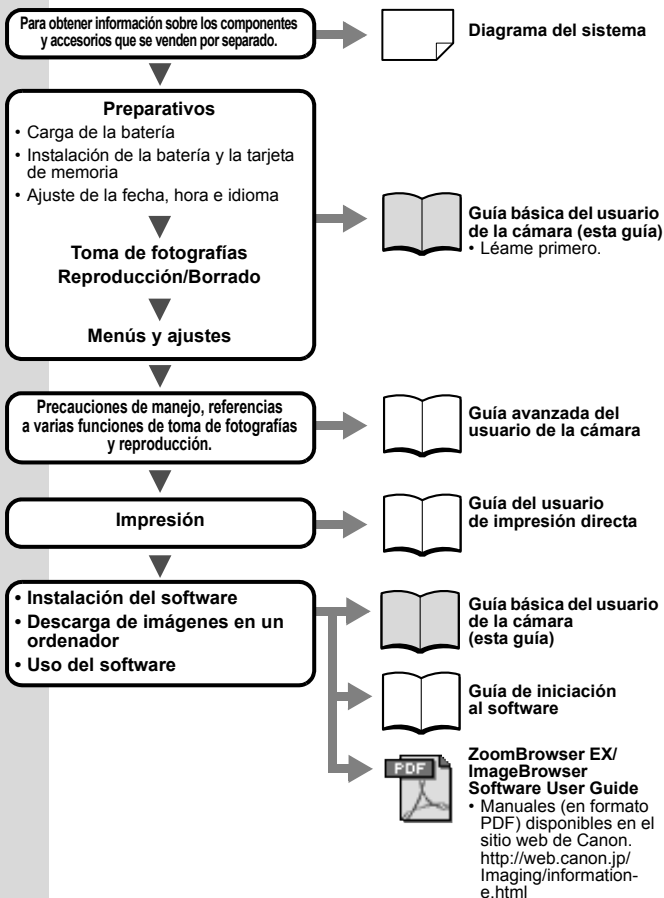 Para obtener información sobre los componentes
y accesorios que se venden por separado.
Diagrama del sistema
Preparativos
• Carga de la batería
• Instalación de la batería y la tarjeta
de memoria
• Ajuste de la fecha, hora e idioma
Toma de fotografías
Reproducción/Borrado
Menús y ajustes
Guía básica del usuario
de la cámara (esta guía)
• Léame primero.
Precauciones de manejo, referencias
a varias funciones de toma de fotografías
y reproducción.
Guía avanzada del
usuario de la cámara
Impresión
Guía del usuario
de impresión directa
• Instalación del software
• Descarga de imágenes en un
ordenador
• Uso del software
Guía básica del usuario
de la cámara
(esta guía)
Guía de iniciación
al software
PDF
ZoomBrowser EX/
ImageBrowser
Software User Guide
• Manuales (en formato
PDF) disponibles en el
sitio web de Canon.
http://web.canon.jp/
Imaging/information-
e.html